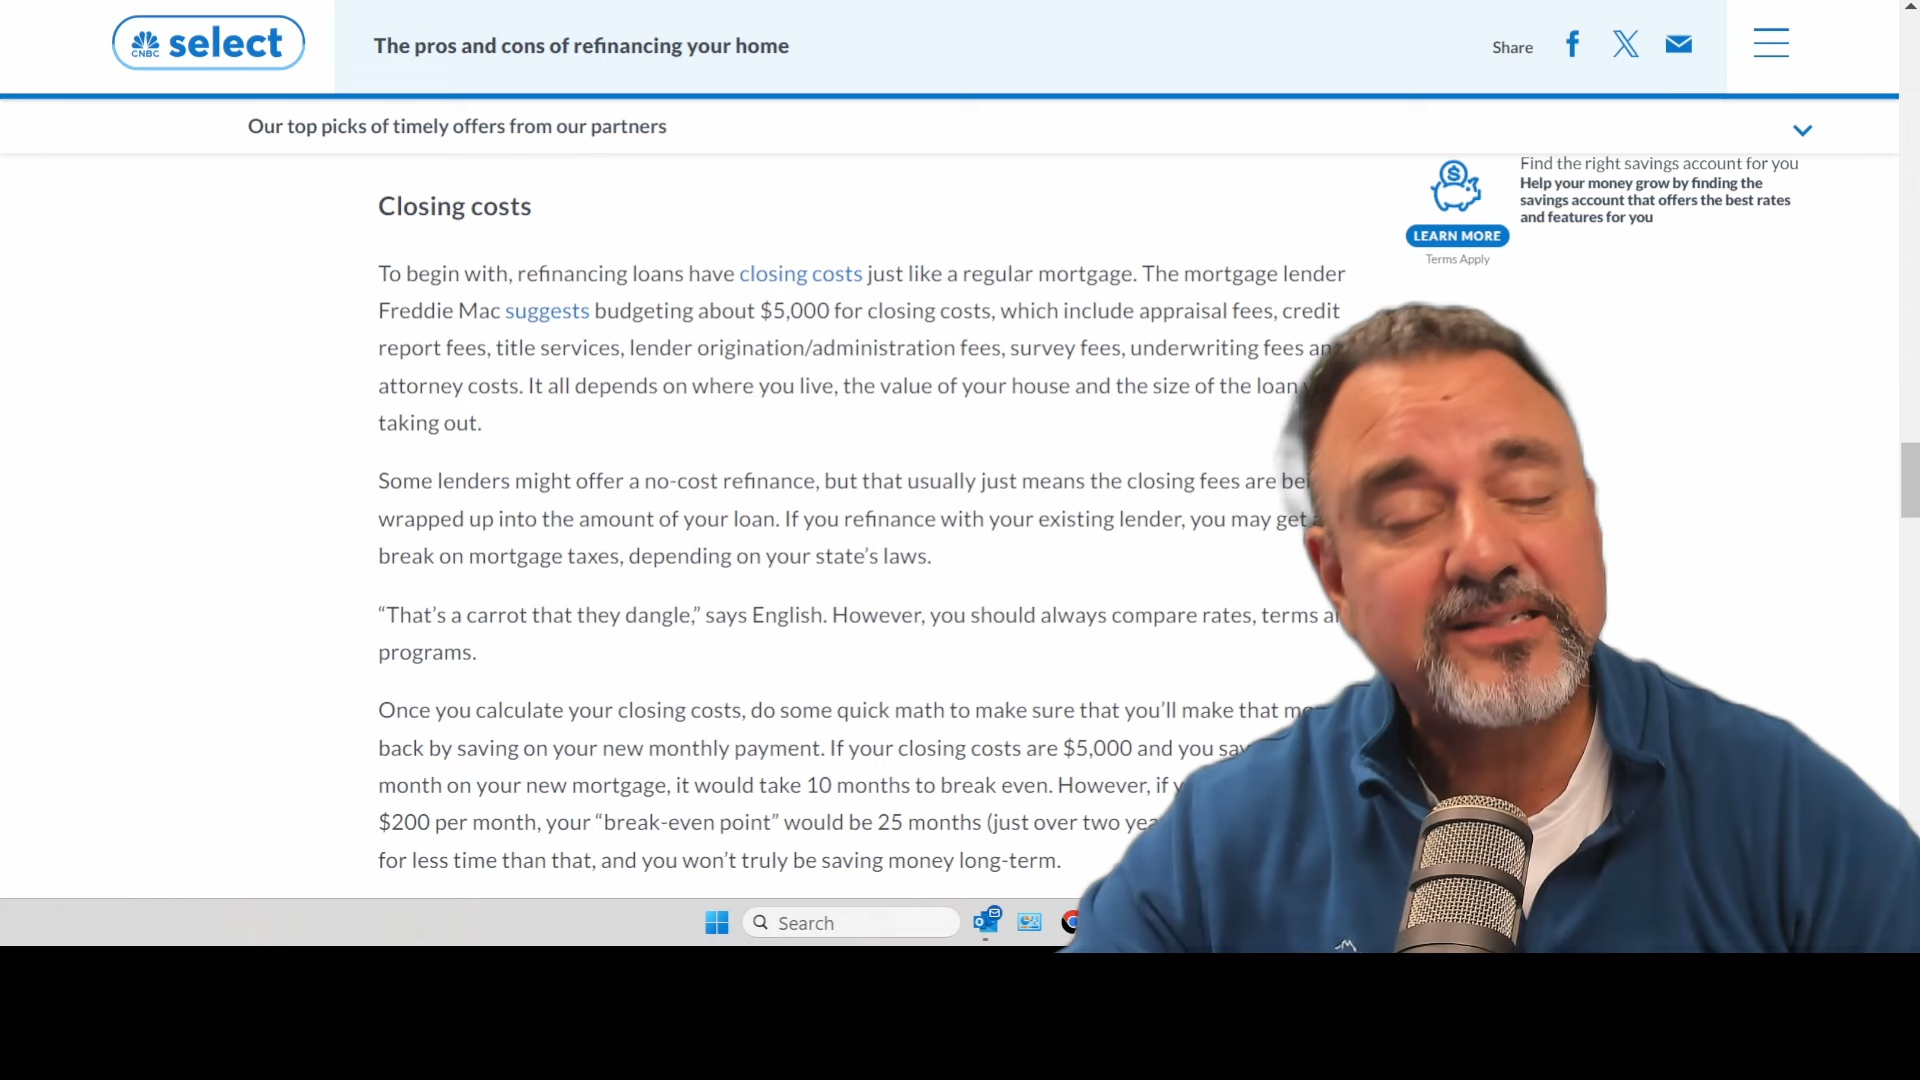 CNBC select
The pros and cons of refinancing your home
Share
Our top picks of timely offers from our partners
Find the right savings account for you
Help your money grow by finding the
savings account that offers the best rates
and features for you
LEARN MORE
Terms Apply
Closing costs
To begin with, refinancing loans have closing costs just like a regular mortgage. The mortgage lender
Freddie Mac suggests budgeting about $5,000 for closing costs, which include appraisal fees, credit
report fees, title services, lender origination/administration fees, survey fees, underwriting fees
attorney costs. It all depends on where you live, the value of your house and the size of the loan
taking out.
Some lenders might offer a no-cost refinance, but that usually just means the closing fees are
wrapped up into the amount of your loan. If you refinance with your existing lender, you may get
break on mortgage taxes, depending on your state’s laws.
“That’s a carrot that they dangle,” says English. However, you should always compare rates, terms
programs.
Once you calculate your closing costs, do some quick math to make sure that you’ll make that
back by saving on your new monthly payment. If your closing costs are $5,000 and you
month on your new mortgage, it would take 10 months to break even. However, if
$200 per month, your “break-even point” would be 25 months (just over two
for less time than that, and you won’t truly be saving money long-term.
Search